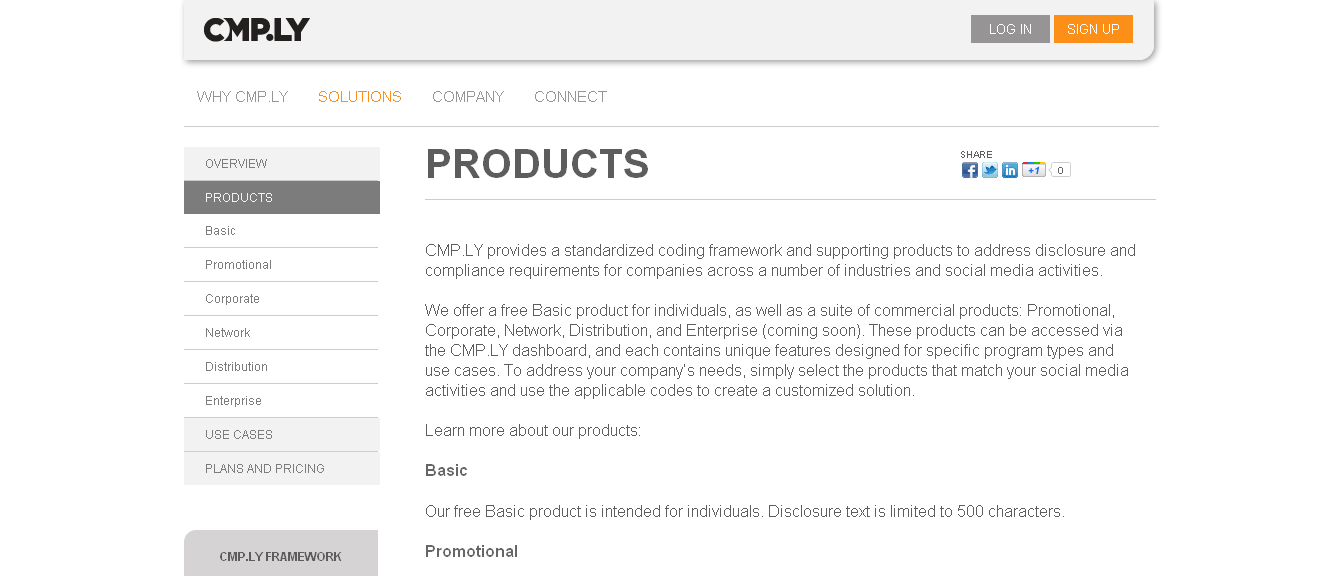 CMP.LY
LOG IN
SIGN UP
WHY CMP.LY
SOLUTIONS
COMPANY
CONNECT
OVERVIEW
PRODUCTS
Basic
Promotional
Corporate
Network
Distribution
Enterprise
USE CASES
PLANS AND PRICING
CMP.LY FRAMEWORK
PRODUCTS
SHARE
f
in
+1
0
CMP.LY provides a standardized coding framework and supporting products to address disclosure and
compliance requirements for companies across a number of industries and social media activities.
We offer a free Basic product for individuals, as well as a suite of commercial products: Promotional,
Corporate, Network, Distribution, and Enterprise (coming soon). These products can be accessed via
the CMP.LY dashboard, and each contains unique features designed for specific program types and
use cases. To address your company's needs, simply select the products that match your social media
activities and use the applicable codes to create a customized solution.
Learn more about our products:
Basic
Our free Basic product is intended for individuals. Disclosure text is limited to 500 characters.
Promotional